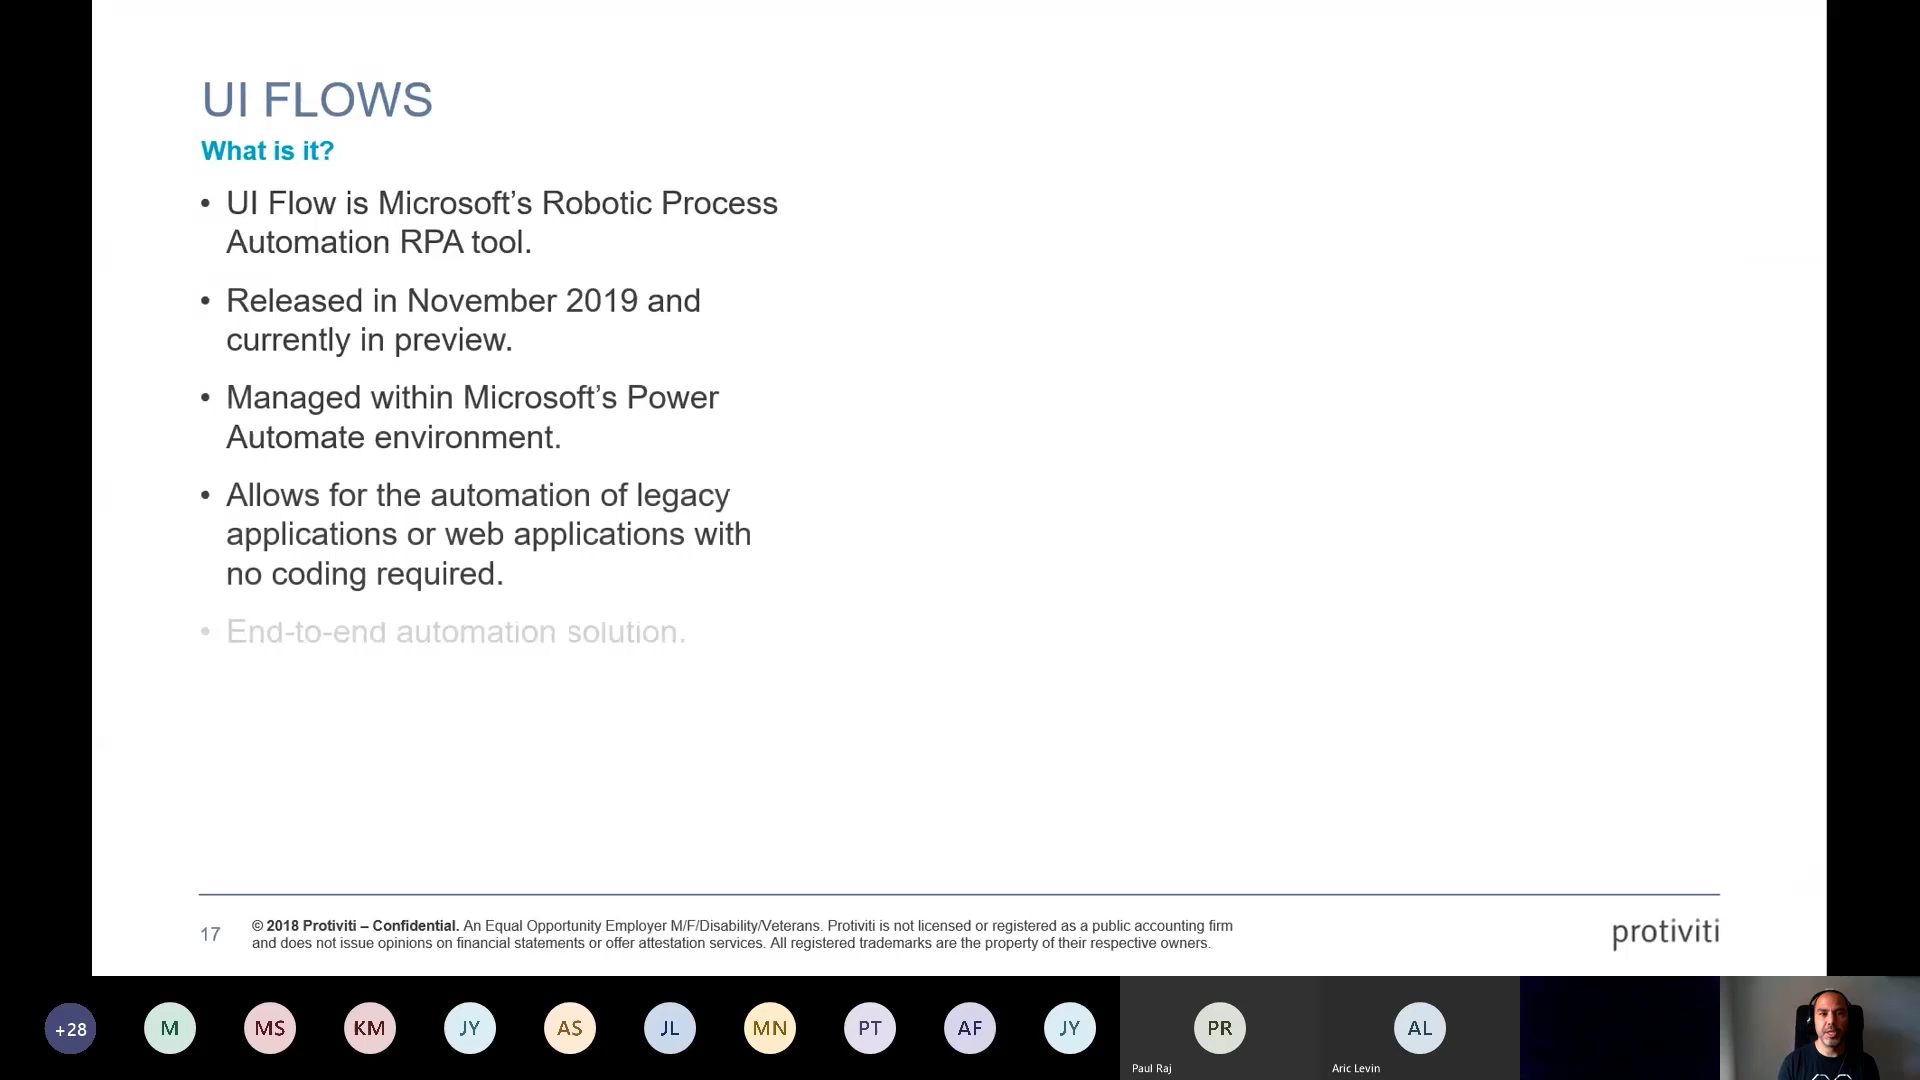 UI FLOWS
What is it?
• UI Flow is Microsoft’s Robotic Process
Automation RPA tool.
• Released in November 2019 and
currently in preview.
• Managed within Microsoft’s Power
Automate environment.
• Allows for the automation of legacy
applications or web applications with
no coding required.
• End-to-end automation solution.
17
© 2018 Protiviti – Confidential. An Equal Opportunity Employer M/F/Disability/Veterans. Protiviti is not licensed or registered as a public accounting firm
and does not issue opinions on financial statements or offer attestation services. All registered trademarks are the property of their respective owners.
protiviti
+28 M MS KM JY AS JL MN PT AF JY PR AL
Paul Raj Aric Levin